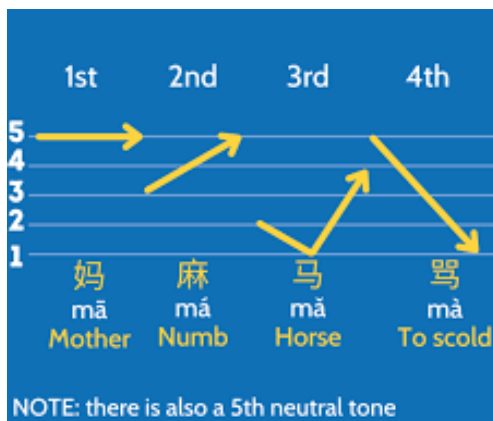 1st 2nd 3rd 4th
5
4
3
2
1
妈 麻 马 骂
mā má mǎ mà
Mother Numb Horse To scold
NOTE: there is also a 5th neutral tone